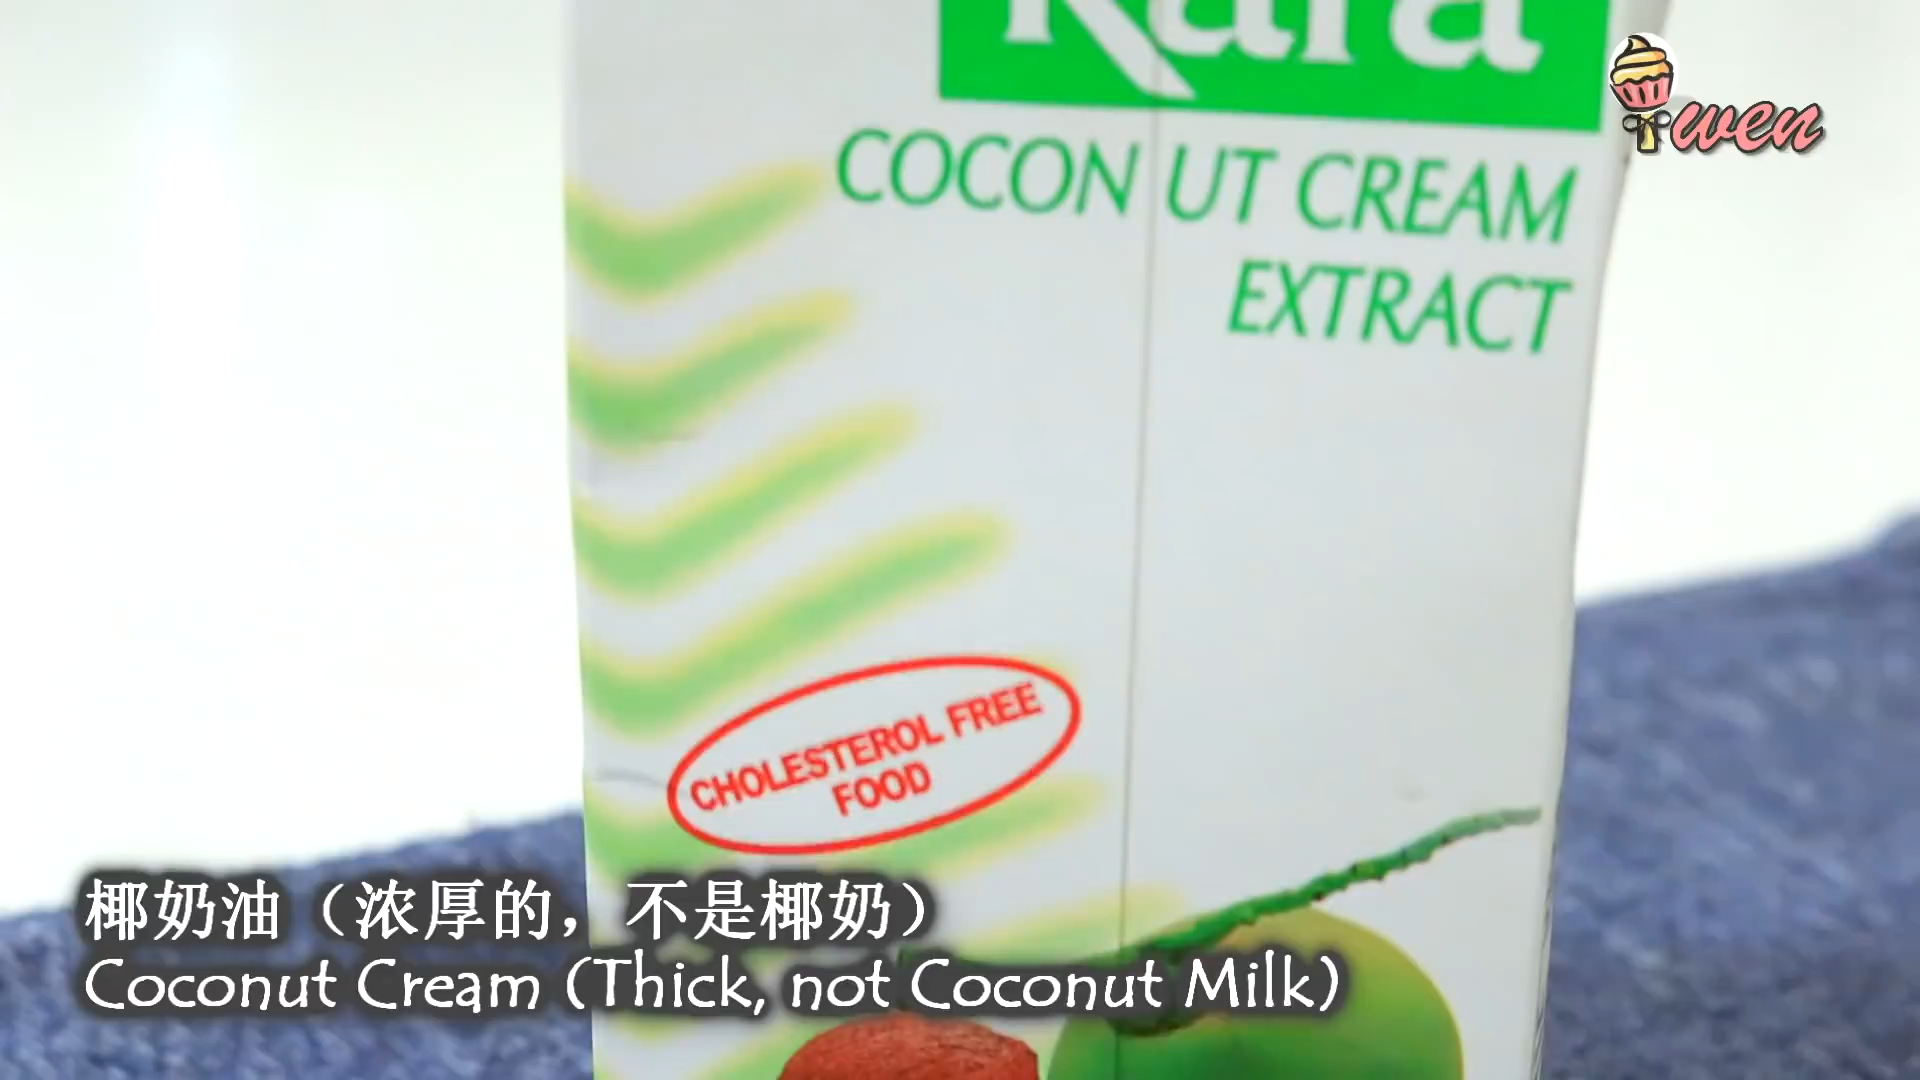 Kara
wen
COCONUT CREAM
EXTRACT
CHOLESTEROL FREE
FOOD
椰奶油（浓厚的，不是椰奶）
Coconut Cream (Thick, not Coconut Milk)